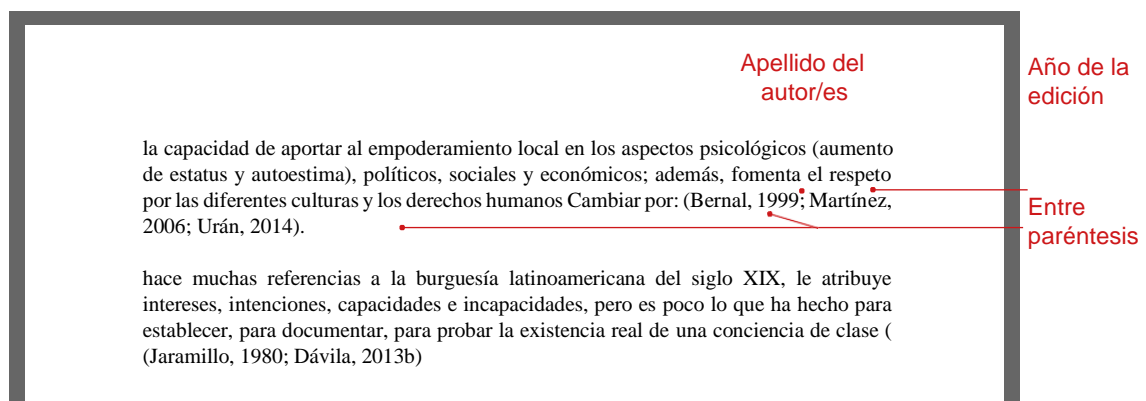 Apellido del
autor/es
Año de la
edición
la capacidad de aportar al empoderamiento local en los aspectos psicológicos (aumento
de estatus y autoestima), políticos, sociales y económicos; además, fomenta el respeto
por las diferentes culturas y los derechos humanos Cambiar por: (Bernal, 1999; Martínez,
2006; Urán, 2014).
Entre
paréntesis
hace muchas referencias a la burguesía latinoamericana del siglo XIX, le atribuye
intereses, intenciones, capacidades e incapacidades, pero es poco lo que ha hecho para
establecer, para documentar, para probar la existencia real de una conciencia de clase (
(Jaramillo, 1980; Dávila, 2013b)